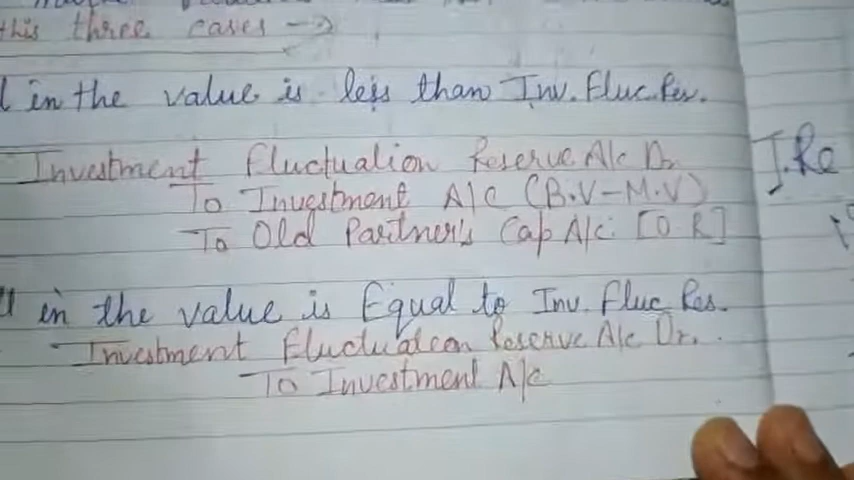 this three cases →
in the value is less than Inv. Fluc. Res.
Investment Fluctuation Reserve A/c Dr.
To Investment A/c (B.V-M.V)
To Old Partner's Cap A/c [O.R]
in the value is Equal to Inv. Fluc Res.
Investment Fluctuation Reserve A/c Dr.
To Investment A/c